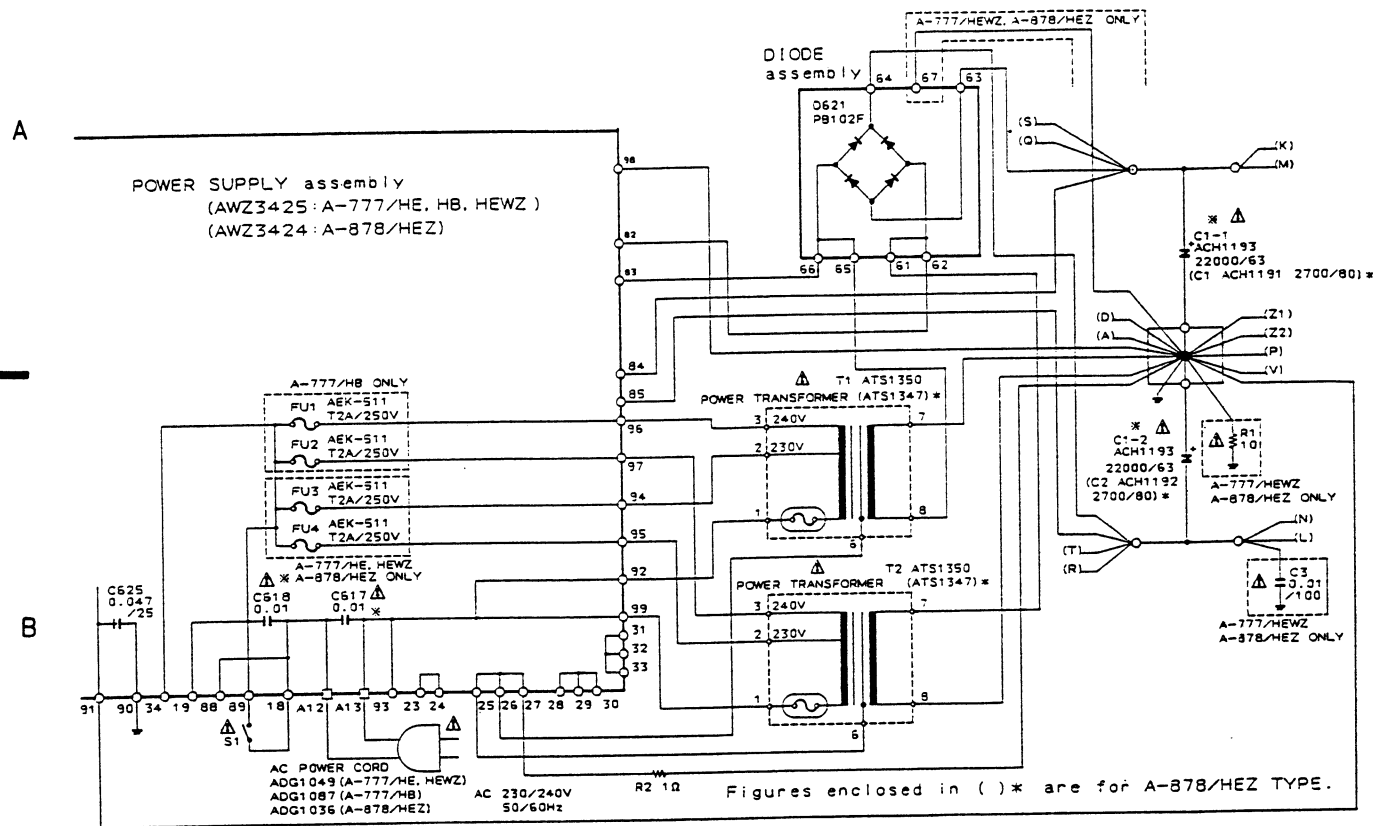 A-777/HEWZ, A-878/HEZ ONLY
DIODE
assembly
64
67
63
D621
PB102F
A
98
POWER SUPPLY assembly
(AWZ3425:A-777/HE, HB, HEWZ )
(AWZ3424:A-878/HEZ)
82
83
66
65
61
62
(S)
(Q)
(K)
(M)
※
C1-1
+
ACH1193
22000/63
(C1 ACH1191 2700/80)*
(D)
(A)
(Z1)
(Z2)
(P)
(V)
84
85
A-777/HB ONLY
FU1 AEK-511
T2A/250V
FU2 AEK-511
T2A/250V
FU3 AEK-511
T2A/250V
FU4 AEK-511
T2A/250V
A-777/HE, HEWZ
※ A-878/HEZ ONLY
96
97
94
95
92
99
31
32
33
T1 ATS1350
POWER TRANSFORMER (ATS1347)*
3
240V
2
230V
1
7
8
6
T2 ATS1350
POWER TRANSFORMER (ATS1347)*
3
240V
2
230V
1
7
8
6
※
C1-2
ACH1193
+
22000/63
(C2 ACH1192
2700/80)*
R1
10
A-777/HEWZ
A-878/HEZ ONLY
(T)
(R)
(N)
(L)
C3
0.01
/100
A-777/HEWZ
A-878/HEZ ONLY
C625
0.047
/25
C618
0.01
C617
0.01
※
B
91
90
34
19
88
89
18
A12
A13
93
23
24
25
26
27
28
29
30
S1
AC POWER CORD
ADG1049(A-777/HE, HEWZ)
ADG1087(A-777/HB)
ADG1036(A-878/HEZ)
AC 230/240V
50/60Hz
R2 1Ω
Figures enclosed in ( )* are for A-878/HEZ TYPE.